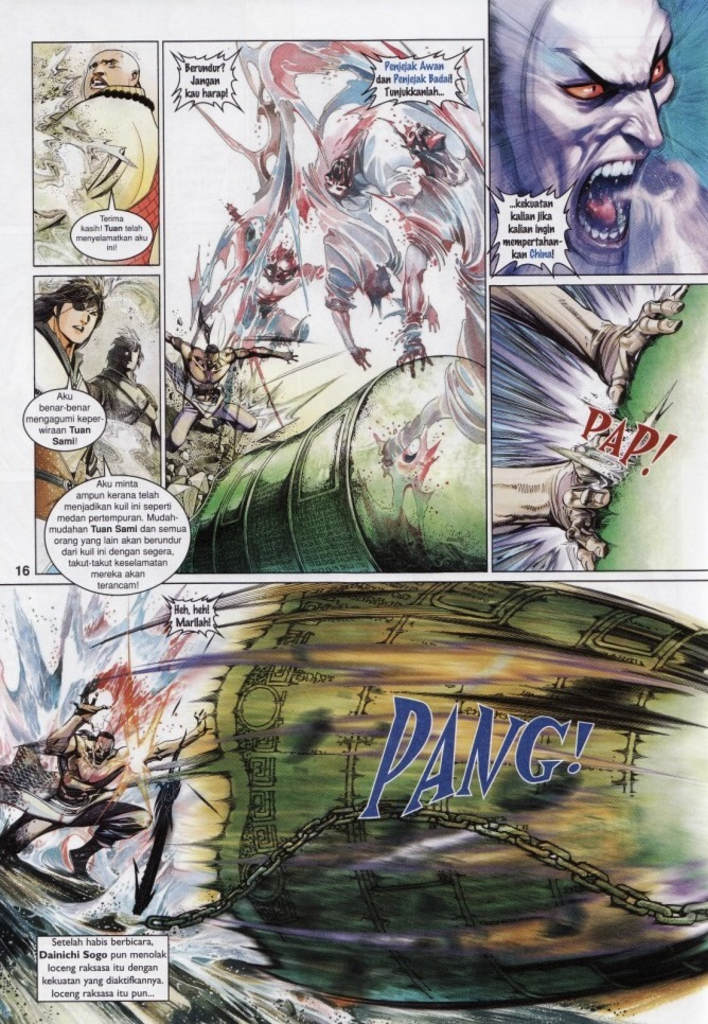 Terima
kasih! Tuan telah
menyelamatkan aku
ini!
Berundur?
Jangan
kau harap!
Penjejak Awan
dan Penjejak Badai!
Tunjukkanlah...
...kekuatan
kalian jika
kalian ingin
mempertahan-
kan China!
Aku
benar-benar
mengagumi keper-
wiraan Tuan
Sami!
Aku minta
ampun kerana telah
menjadikan kuil ini seperti
medan pertempuran. Mudah-
mudahan Tuan Sami dan semua
orang yang lain akan berundur
dari kuil ini dengan segera,
takut-takut keselamatan
mereka akan
terancam!
PAP!
16
Heh, heh!
Marilah!
PANG!
Setelah habis berbicara,
Dainichi Sogo pun menolak
loceng raksasa itu dengan
kekuatan yang diaktifkannya.
loceng raksasa itu pun...